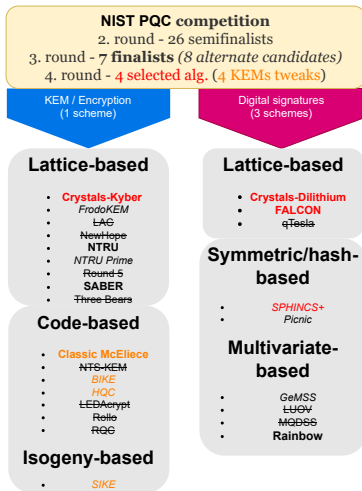 NIST PQC competition
2. round - 26 semifinalists
3. round - 7 finalists (8 alternate candidates)
4. round - 4 selected alg. (4 KEMs tweaks)
KEM / Encryption
(1 scheme)
Lattice-based
• Crystals-Kyber
• FrodoKEM
• LAC
• NewHope
• NTRU
• NTRU Prime
• Round 5
• SABER
• Three Bears
Code-based
• Classic McEliece
• NTS-KEM
• BIKE
• HQC
• LEDAcrypt
• Rollo
• RQC
Isogeny-based
• SIKE
Digital signatures
(3 schemes)
Lattice-based
• Crystals-Dilithium
• FALCON
• qTesla
Symmetric/hash-
based
• SPHINCS+
• Picnic
Multivariate-
based
• GeMSS
• LUOV
• MQDSS
• Rainbow